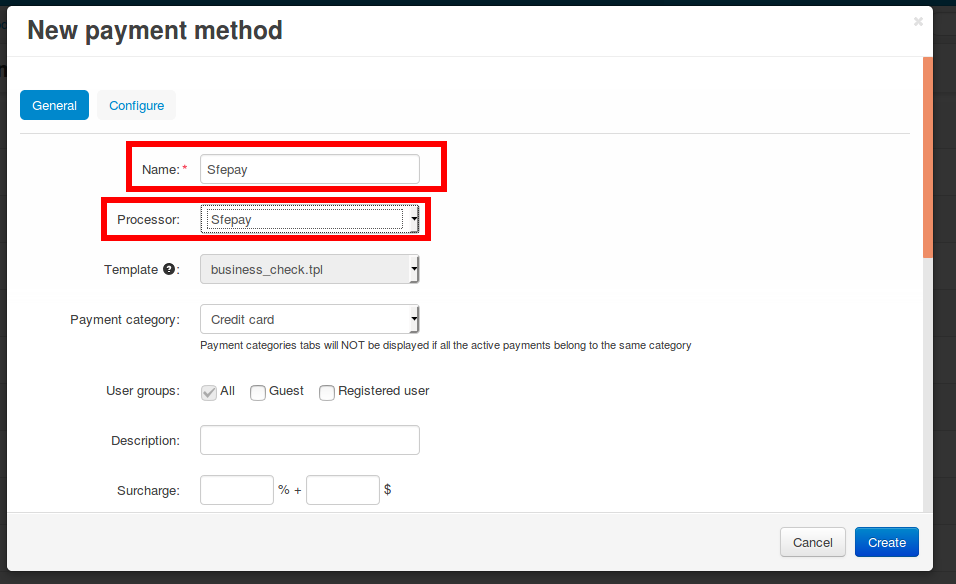 New payment method
×
General Configure
Name:* Sfepay
Processor: Sfepay
Template ?: business_check.tpl
Payment category: Credit card
Payment categories tabs will NOT be displayed if all the active payments belong to the same category
User groups: All Guest Registered user
Description:
Surcharge: % + $
Cancel Create